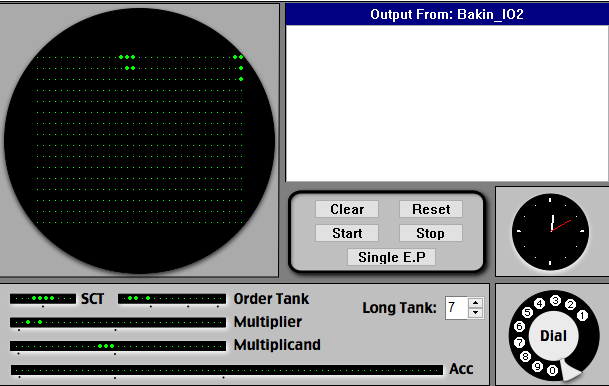 Output From: Bakin_IO2
Clear Reset
Start Stop
Single E.P
SCT Order Tank Long Tank: 7
Multiplier
Multiplicand
Acc
Dial
1 2 3 4 5 6 7 8 9 0